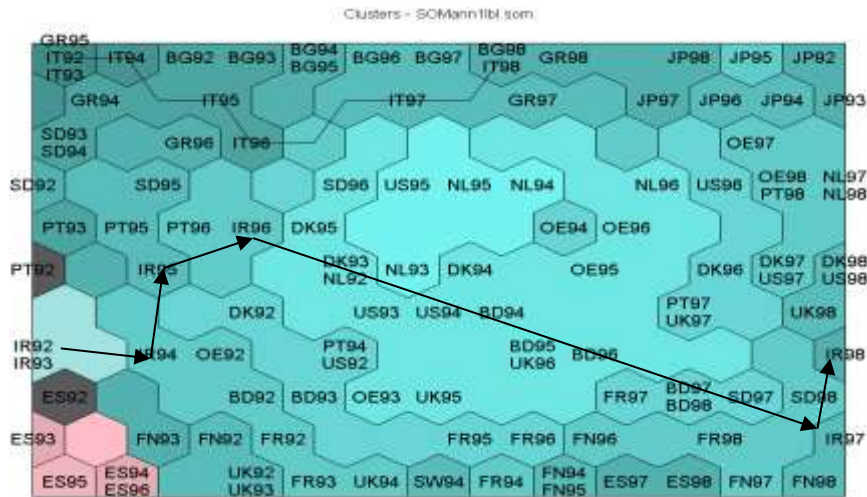 Clusters - SOMann1lbl.som
GR95
IT92 IT94 BG92 BG93 BG94 BG96 BG97 BG98 GR98 JP98 JP95 JP92
IT93 BG95 IT98
GR94 IT95 IT97 GR97 JP97 JP96 JP94 JP93
SD93 GR96 IT96 OE97
SD94
SD92 SD95 SD96 US95 NL95 NL94 NL96 US96 OE98 NL97
PT98 NL98
PT93 PT95 PT96 IR96 DK95 OE94 OE96
PT92 IR95 DK93 NL93 DK94 OE95 DK96 DK97 DK98
NL92 US97 US98
DK92 US93 US94 BD94 PT97 UK98
UK97
IR92 IR94 OE92 PT94 BD95 BD96 IR98
IR93 US92 UK96
ES92 BD92 BD93 OE93 UK95 FR97 BD97 SD97 SD98
BD98
ES93 FN93 FN92 FR92 FR95 FR96 FN96 FR98 IR97
ES95 ES94 UK92 FR93 UK94 SW94 FR94 FN94 ES97 ES98 FN97 FN98
ES96 UK93 FN95